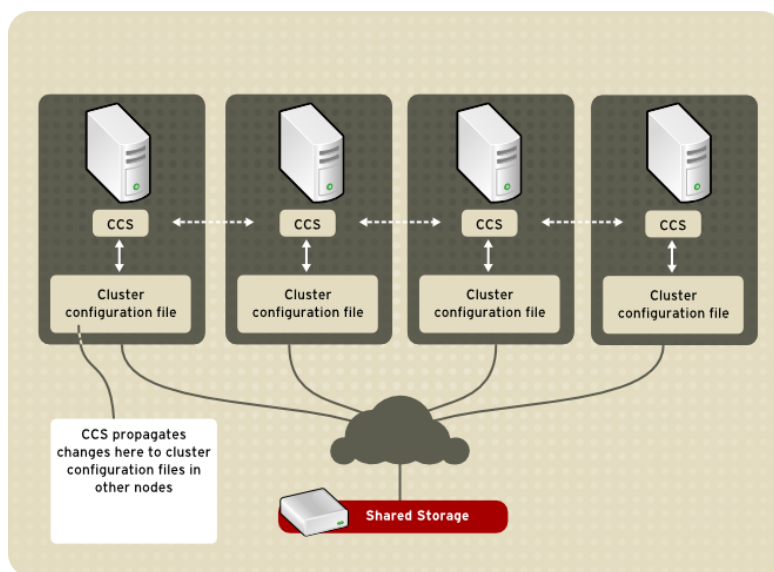 CCS
CCS
CCS
CCS
Cluster
configuration file
Cluster
configuration file
Cluster
configuration file
Cluster
configuration file
CCS propagates
changes here to cluster
configuration files in
other nodes
Shared Storage